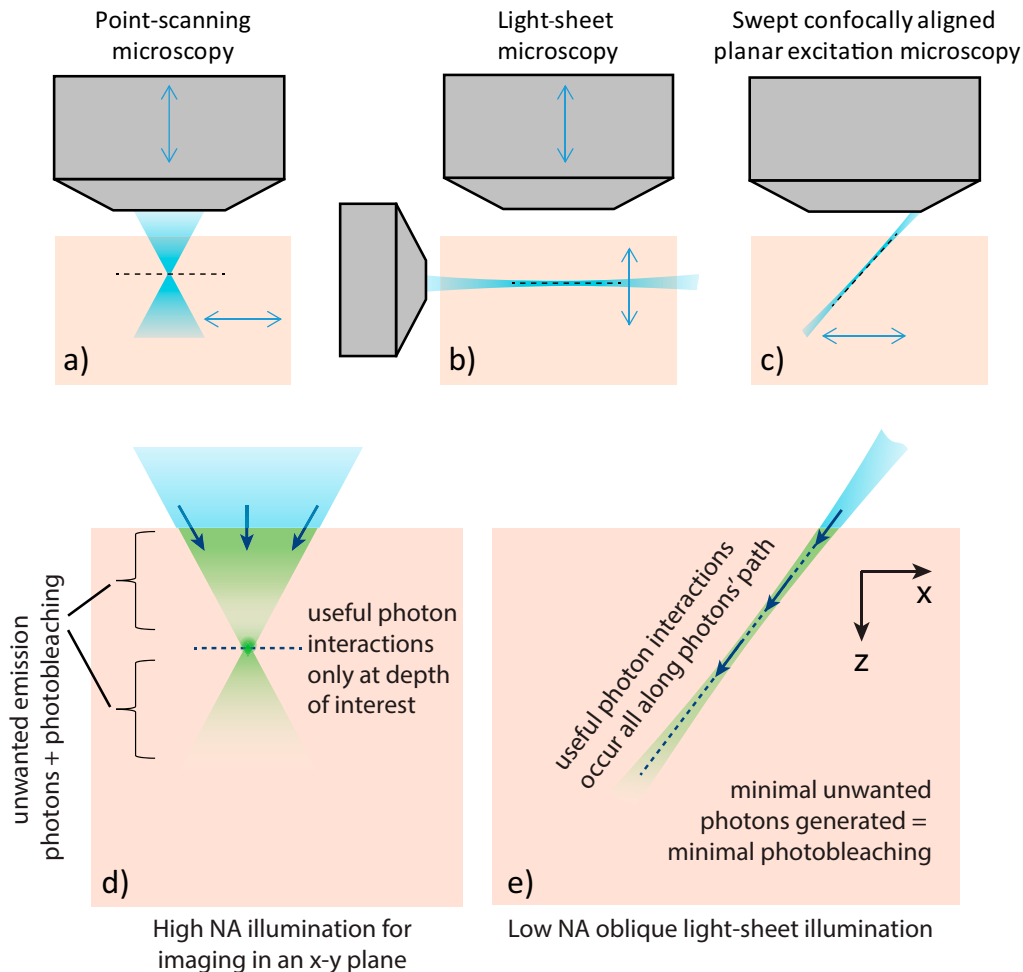 Point-scanning
microscopy
Light-sheet
microscopy
Swept confocally aligned
planar excitation microscopy
a)
b)
c)
unwanted emission
photons + photobleaching
useful photon
interactions
only at depth
of interest
d)
High NA illumination for
imaging in an x-y plane
useful photon interactions
occur all along photons' path
x
z
minimal unwanted
photons generated =
minimal photobleaching
e)
Low NA oblique light-sheet illumination